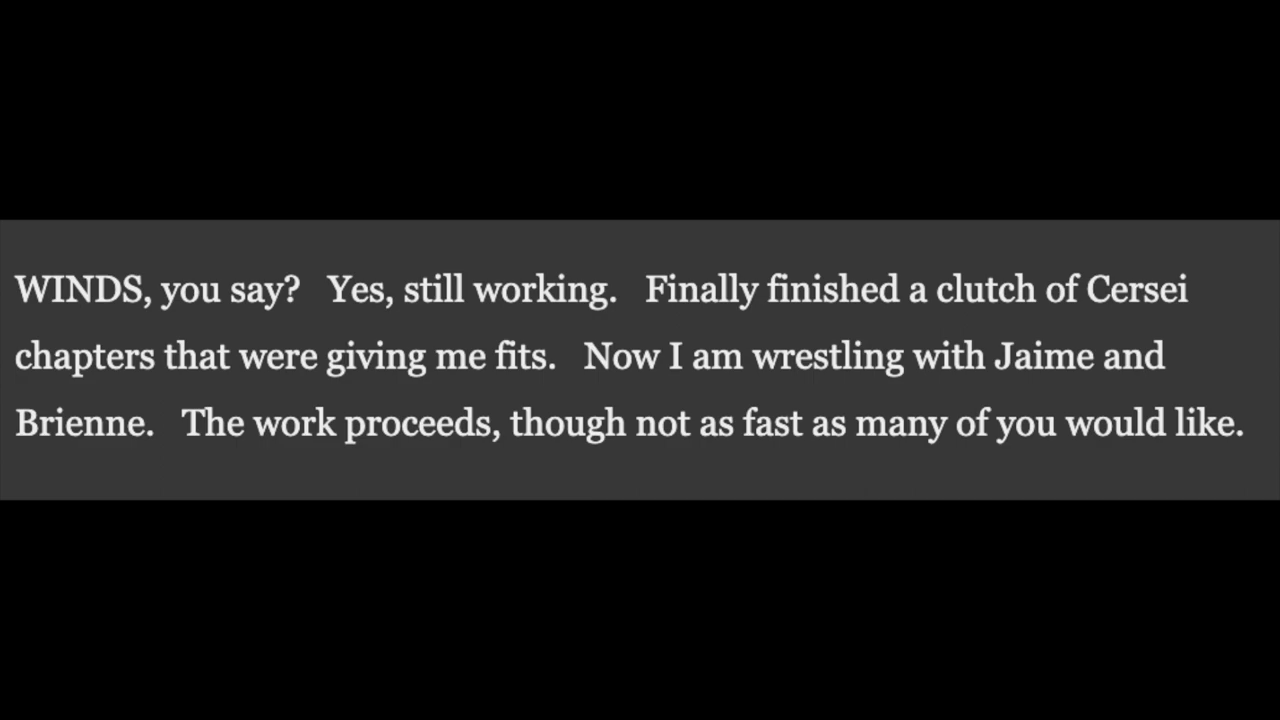 WINDS, you say?   Yes, still working.   Finally finished a clutch of Cersei
chapters that were giving me fits.   Now I am wrestling with Jaime and
Brienne.   The work proceeds, though not as fast as many of you would like.